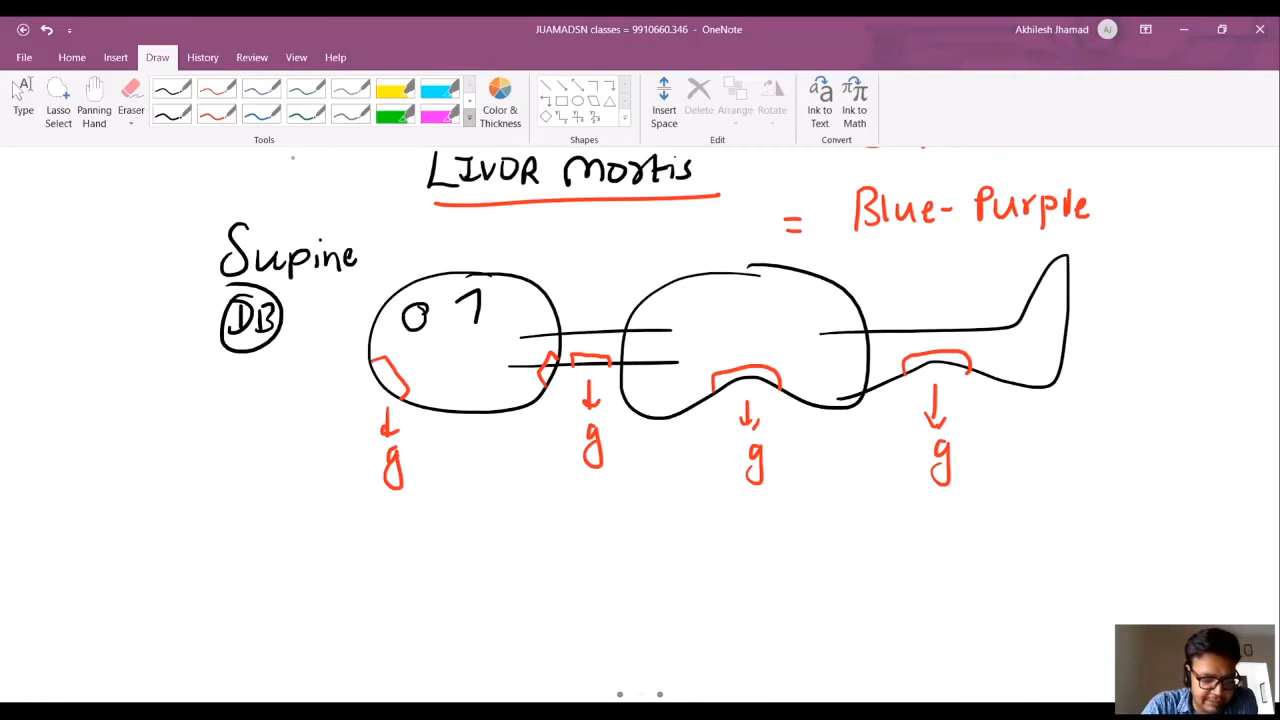 JUAMADSN classes = 9910660.346 - OneNote
Akhilesh Jhamad AJ
File Home Insert Draw History Review View Help
Type
Lasso Select
Panning Hand
Eraser
Color & Thickness
Insert Space
Delete
Arrange
Rotate
Ink to Text
Ink to Math
Tools
Shapes
Edit
Convert
LIVOR Mortis
= Blue-Purple
Supine
DB
g
g
g
g